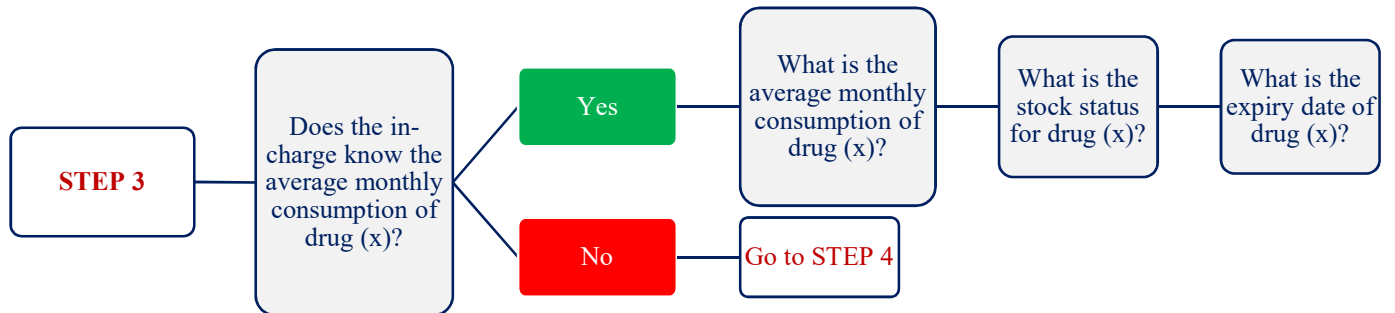 STEP 3
Does the in-
charge know the
average monthly
consumption of
drug (x)?
Yes
What is the
average monthly
consumption of
drug (x)?
What is the
stock status
for drug (x)?
What is the
expiry date of
drug (x)?
No
Go to STEP 4